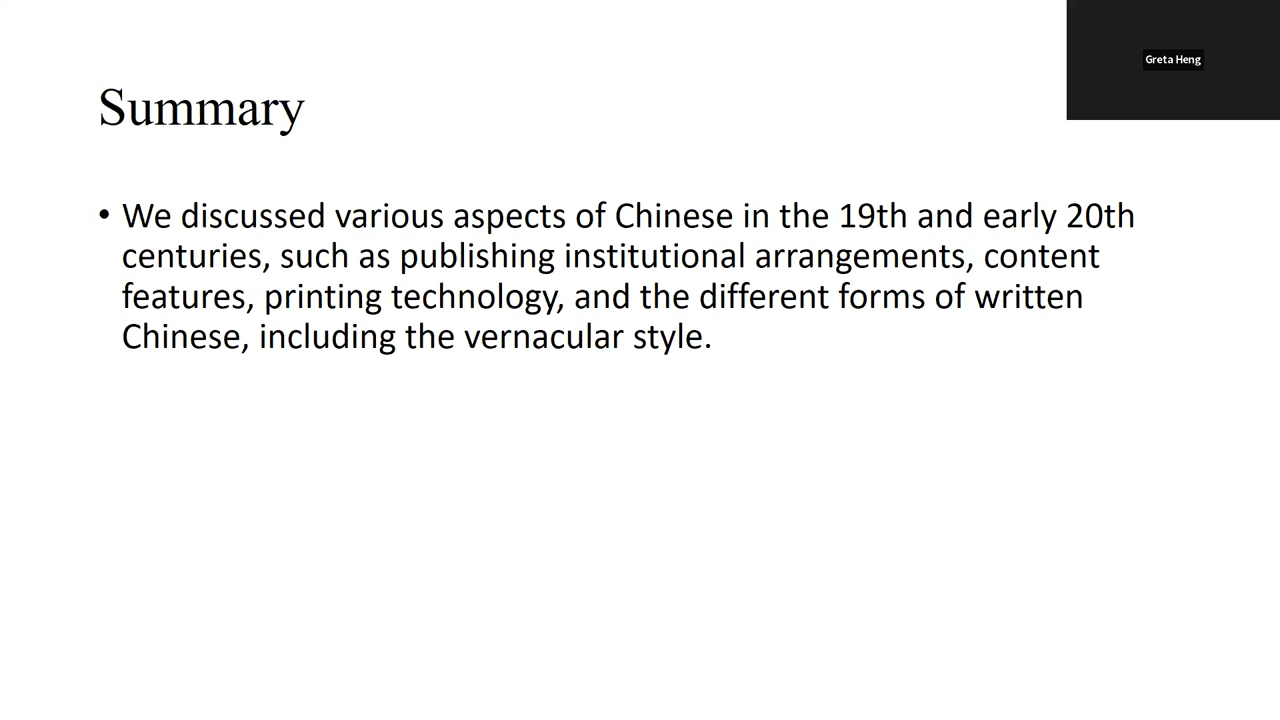 Greta Heng
Summary
• We discussed various aspects of Chinese in the 19th and early 20th
centuries, such as publishing institutional arrangements, content
features, printing technology, and the different forms of written
Chinese, including the vernacular style.